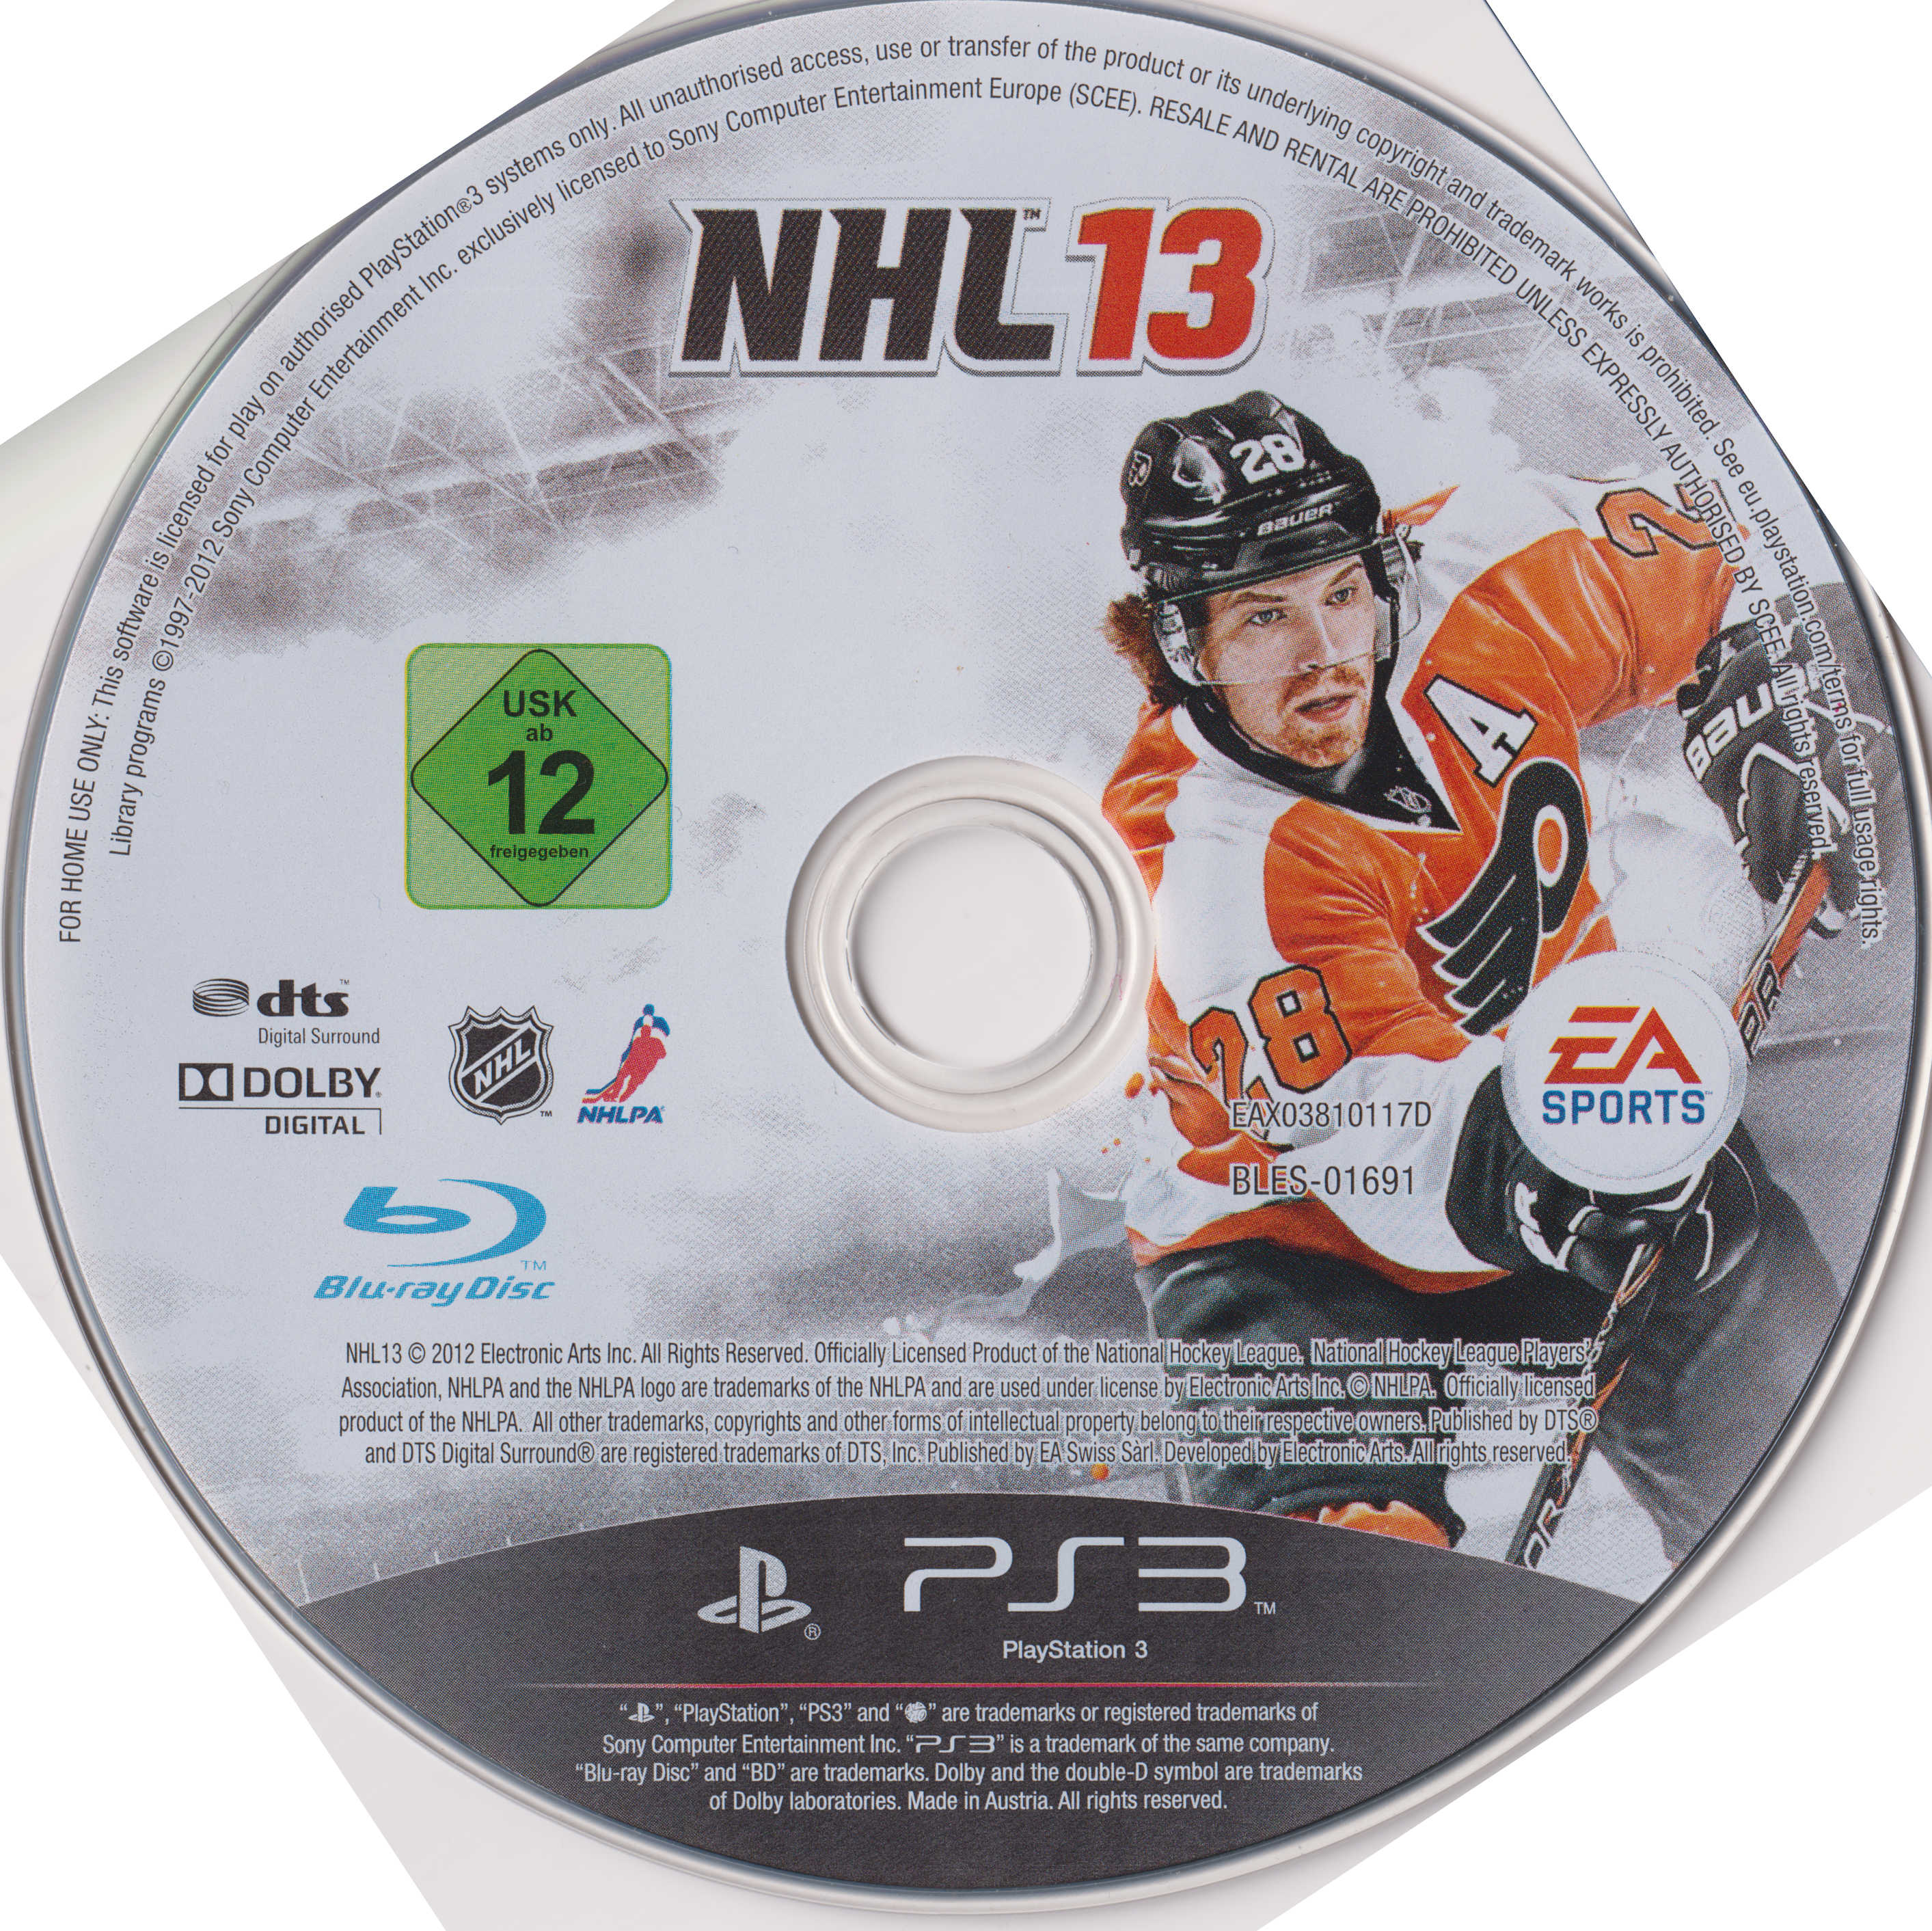 FOR HOME USE ONLY: This software is licensed for play on authorised PlayStation®3 systems only. All unauthorised access, use or transfer of the product or its underlying copyright and trademark works is prohibited. See eu.playstation.com/terms for full usage rights.
Library programs ©1997-2012 Sony Computer Entertainment Inc. exclusively licensed to Sony Computer Entertainment Europe (SCEE). RESALE AND RENTAL ARE PROHIBITED UNLESS EXPRESSLY AUTHORISED BY SCEE. All rights reserved.
NHL™ 13
28
BAUER
2
A
BAUER
USK
ab
12
freigegeben
dts™
Digital Surround
DOLBY®
DIGITAL
NHL™
NHLPA
28
EA
SPORTS™
EAX03810117D
BLES-01691
Blu-ray Disc™
NHL13 © 2012 Electronic Arts Inc. All Rights Reserved. Officially Licensed Product of the National Hockey League. National Hockey League Players'
Association, NHLPA and the NHLPA logo are trademarks of the NHLPA and are used under license by Electronic Arts Inc. © NHLPA. Officially licensed
product of the NHLPA. All other trademarks, copyrights and other forms of intellectual property belong to their respective owners. Published by DTS®
and DTS Digital Surround® are registered trademarks of DTS, Inc. Published by EA Swiss Sàrl. Developed by Electronic Arts. All rights reserved.
PS3™
PlayStation 3
“”, “PlayStation”, “PS3” and “” are trademarks or registered trademarks of
Sony Computer Entertainment Inc. “PS3” is a trademark of the same company.
“Blu-ray Disc” and “BD” are trademarks. Dolby and the double-D symbol are trademarks
of Dolby laboratories. Made in Austria. All rights reserved.